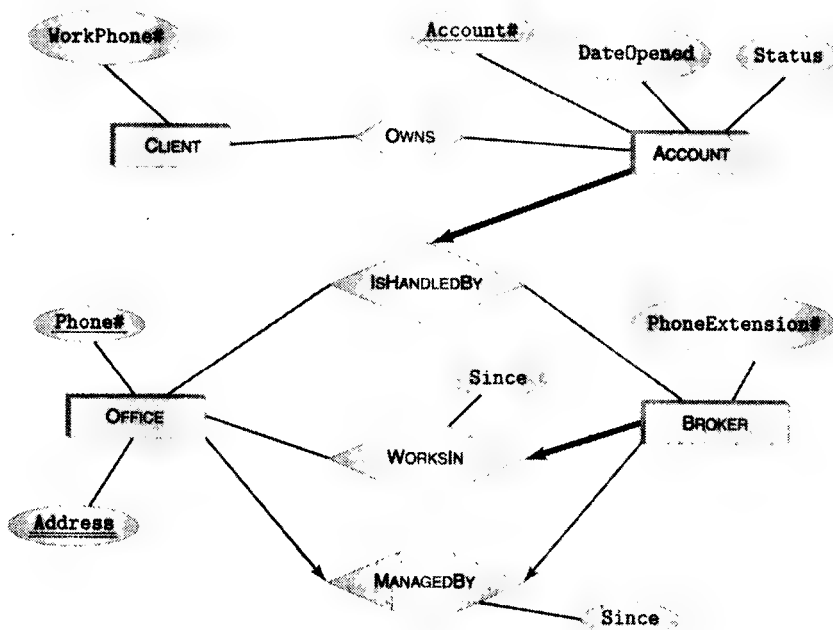 WorkPhone#
Account#
DateOpened
Status
CLIENT
OWNS
ACCOUNT
ISHANDLEDBY
Phone#
PhoneExtension#
Since
OFFICE
BROKER
WORKSIN
Address
MANAGEDBY
Since